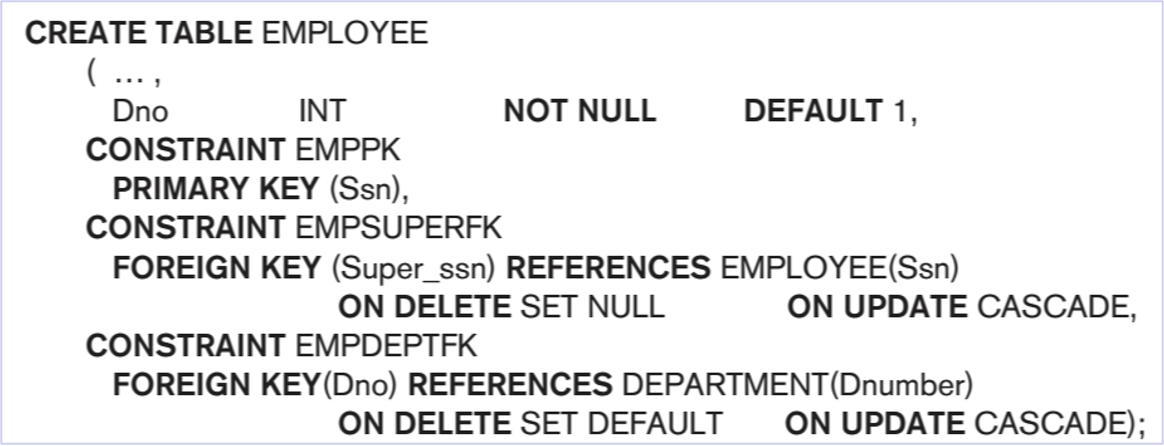 CREATE TABLE EMPLOYEE
( … ,
Dno INT NOT NULL DEFAULT 1,
CONSTRAINT EMPPK
PRIMARY KEY (Ssn),
CONSTRAINT EMPSUPERFK
FOREIGN KEY (Super_ssn) REFERENCES EMPLOYEE(Ssn)
ON DELETE SET NULL ON UPDATE CASCADE,
CONSTRAINT EMPDEPTFK
FOREIGN KEY(Dno) REFERENCES DEPARTMENT(Dnumber)
ON DELETE SET DEFAULT ON UPDATE CASCADE);